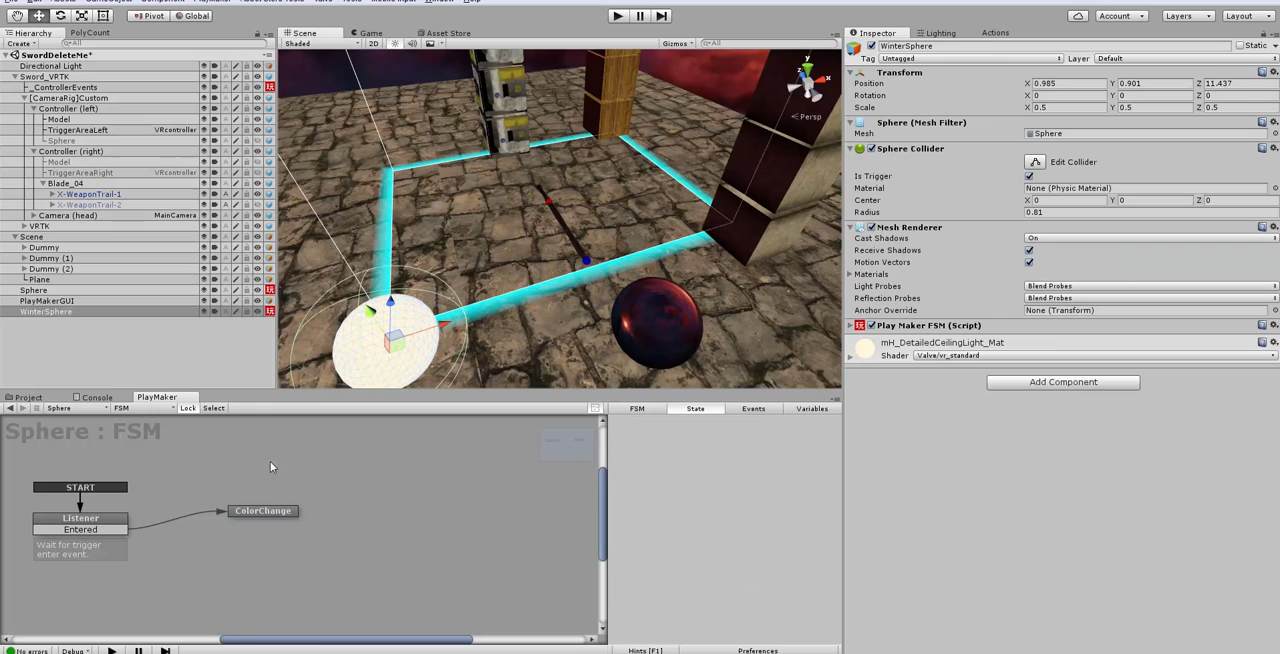 Pivot Global Account Layers Layout
Hierarchy PolyCount
Create All
SwordDeleteMe*
Directional Light
Sword_VRTK
_ControllerEvents
[CameraRig]Custom
Controller (left)
Model
TriggerAreaLeft VRcontroller
Sphere
Controller (right)
Model
TriggerAreaRight VRcontroller
Blade_04
X-WeaponTrail-1
X-WeaponTrail-2
Camera (head) MainCamera
VRTK
Scene
Dummy
Dummy (1)
Dummy (2)
Plane
Sphere
PlayMakerGUI
WinterSphere
Scene Game Asset Store
Shaded 2D Gizmos All
y
x
z
Persp
Inspector Lighting Actions
WinterSphere Static
Tag Untagged Layer Default
Transform
Position X 0.985 Y 0.901 Z 11.437
Rotation X 0 Y 0 Z 0
Scale X 0.5 Y 0.5 Z 0.5
Sphere (Mesh Filter)
Mesh Sphere
Sphere Collider
Edit Collider
Is Trigger
Material None (Physic Material)
Center X 0 Y 0 Z 0
Radius 0.81
Mesh Renderer
Cast Shadows On
Receive Shadows
Motion Vectors
Materials
Light Probes Blend Probes
Reflection Probes Blend Probes
Anchor Override None (Transform)
Play Maker FSM (Script)
mH_DetailedCeilingLight_Mat
Shader Valve/vr_standard
Add Component
Project Console PlayMaker
Sphere FSM Lock Select
FSM State Events Variables
Sphere : FSM
START
Listener
Entered
Wait for trigger
enter event.
ColorChange
No errors Debug Hints [F1] Preferences